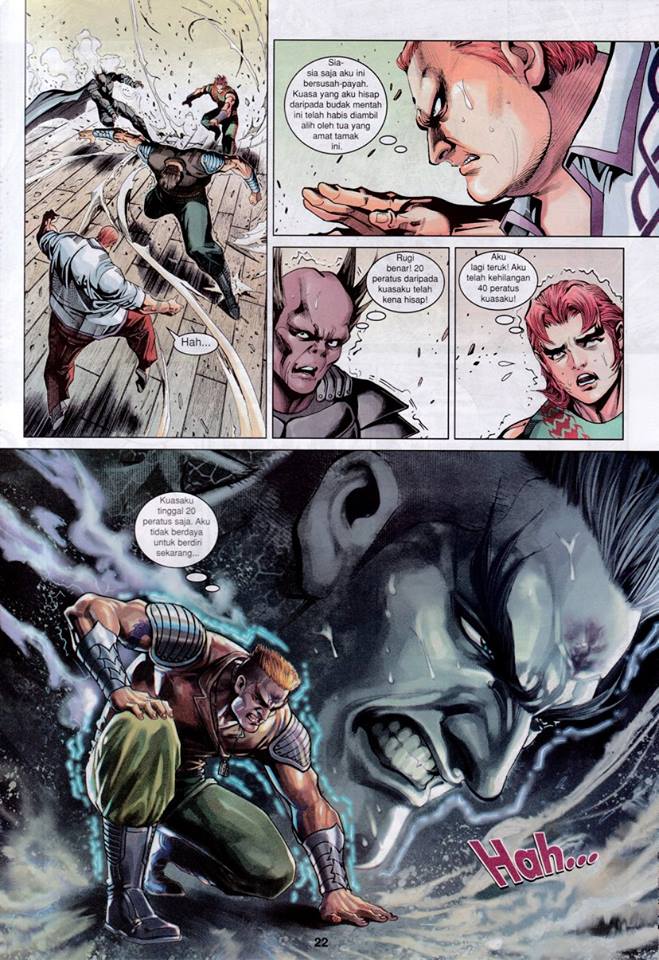 Hah...
Sia-
sia saja aku ini
bersusah-payah.
Kuasa yang aku hisap
daripada budak mentah
ini telah habis diambil
alih oleh tua yang
amat tamak
ini.
Rugi
benar! 20
peratus daripada
kuasaku telah
kena hisap!
Aku
lagi teruk! Aku
telah kehilangan
40 peratus
kuasaku!
Kuasaku
tinggal 20
peratus saja. Aku
tidak berdaya
untuk berdiri
sekarang...
Hah...
22